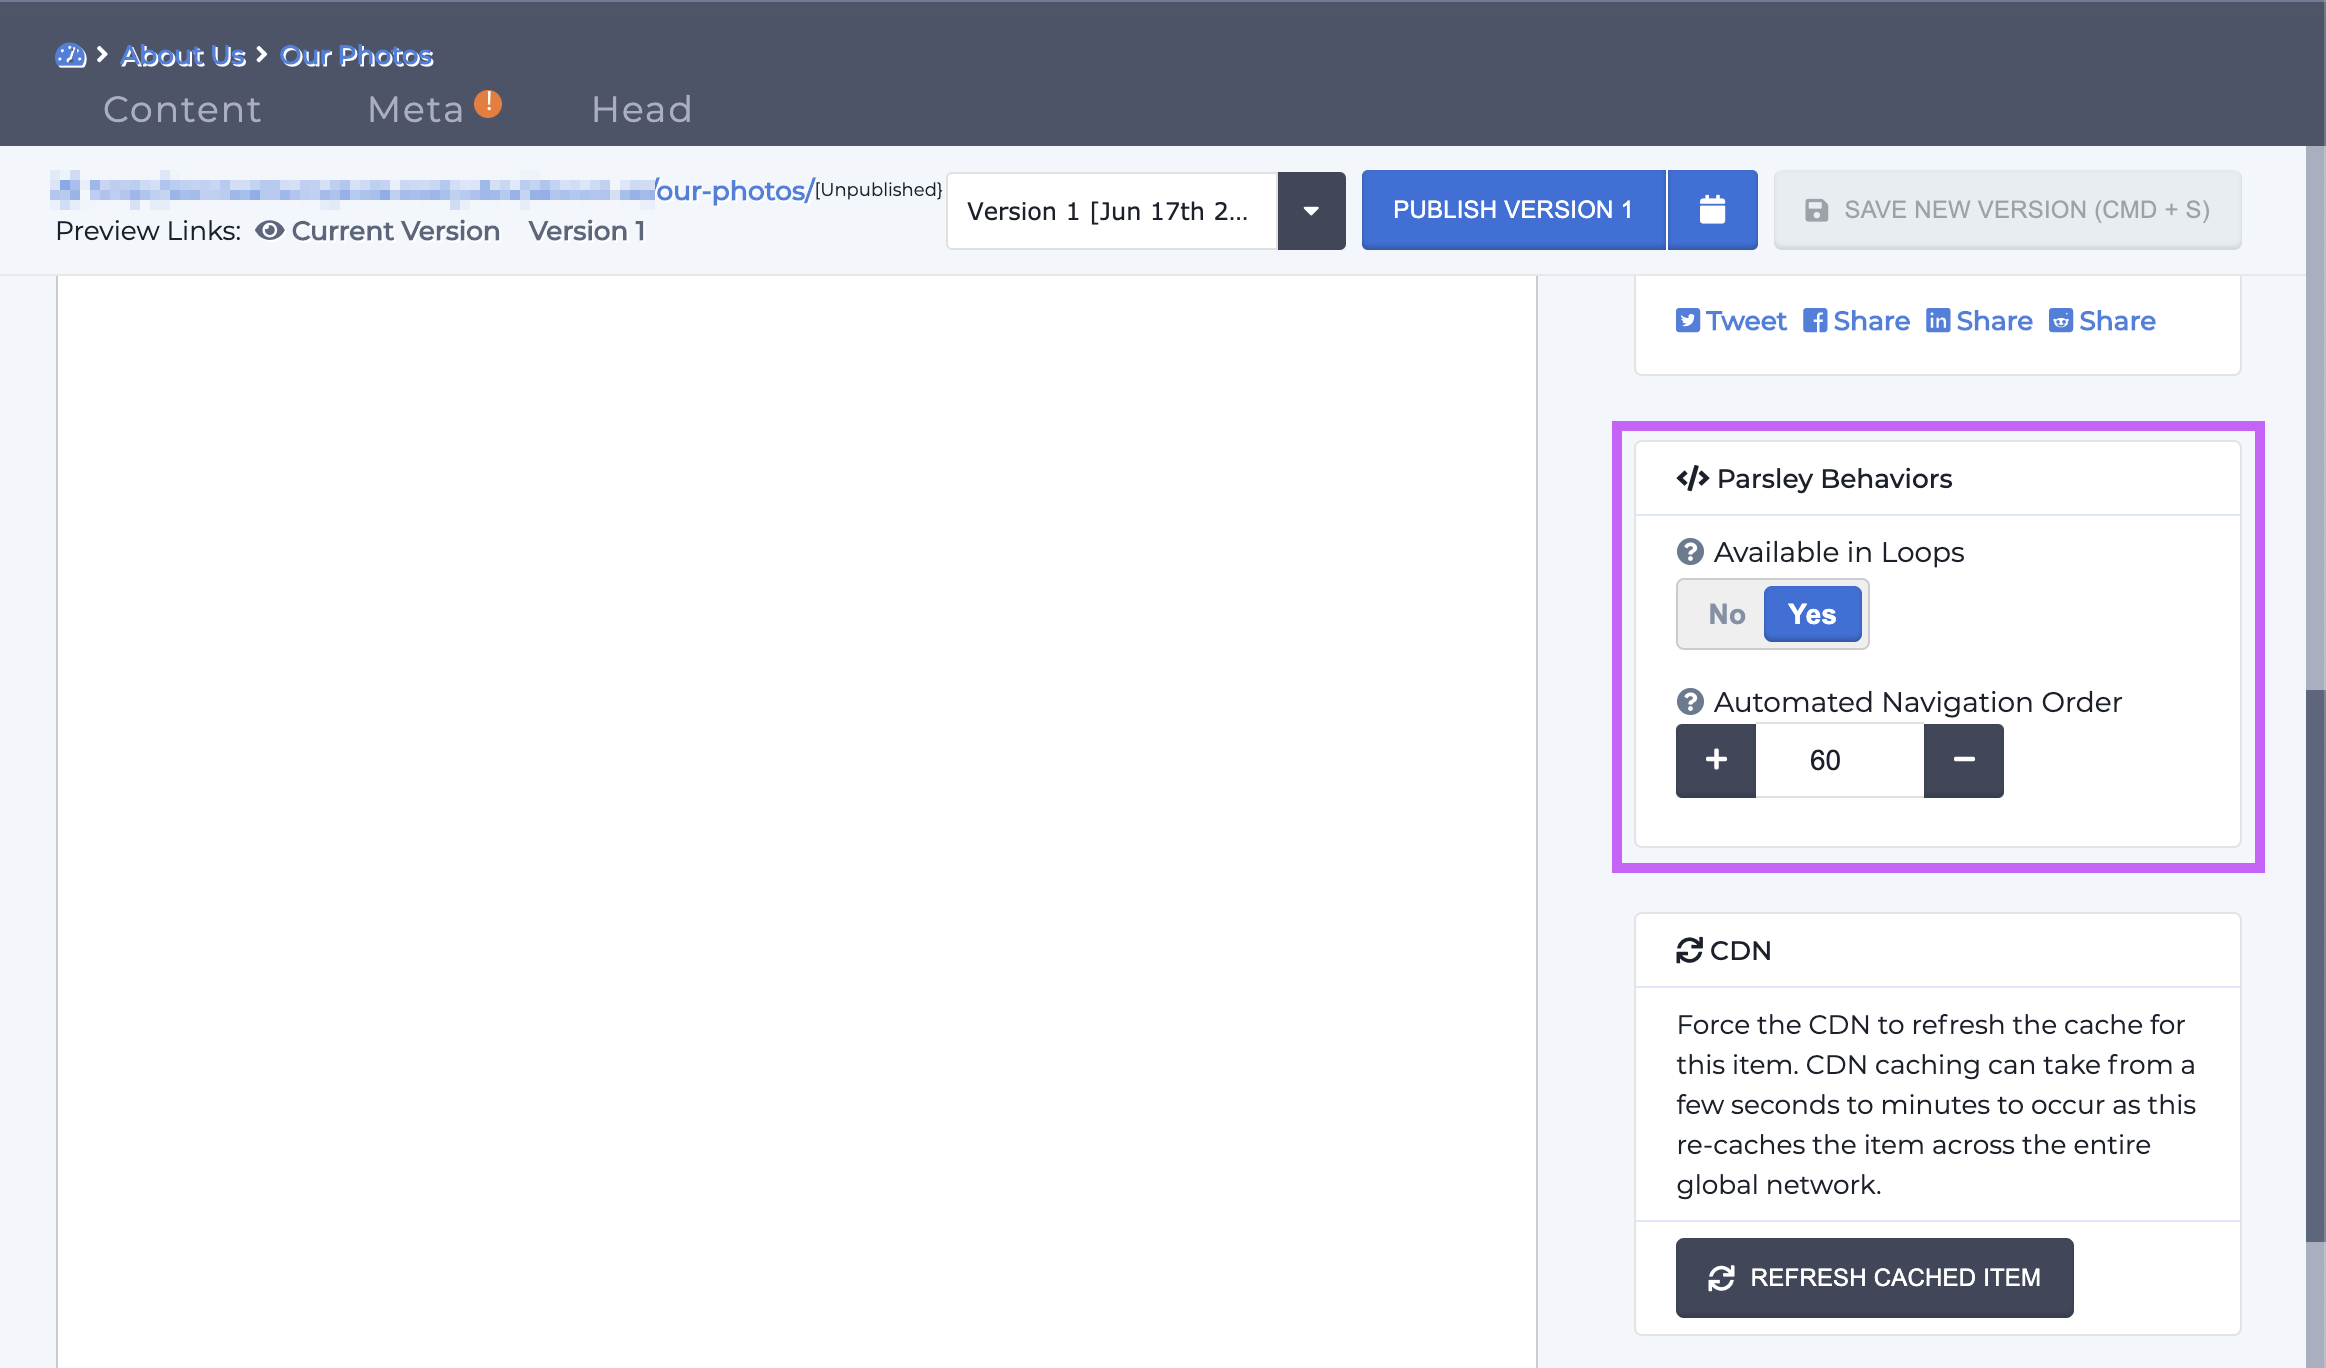 About Us Our Photos
Content Meta ! Head
/our-photos/[Unpublished}
Preview Links: Current Version Version 1
Version 1 [Jun 17th 2...
PUBLISH VERSION 1
SAVE NEW VERSION (CMD + S)
Tweet Share Share Share
</> Parsley Behaviors
? Available in Loops
No Yes
? Automated Navigation Order
+ 60 −
CDN
Force the CDN to refresh the cache for
this item. CDN caching can take from a
few seconds to minutes to occur as this
re-caches the item across the entire
global network.
REFRESH CACHED ITEM